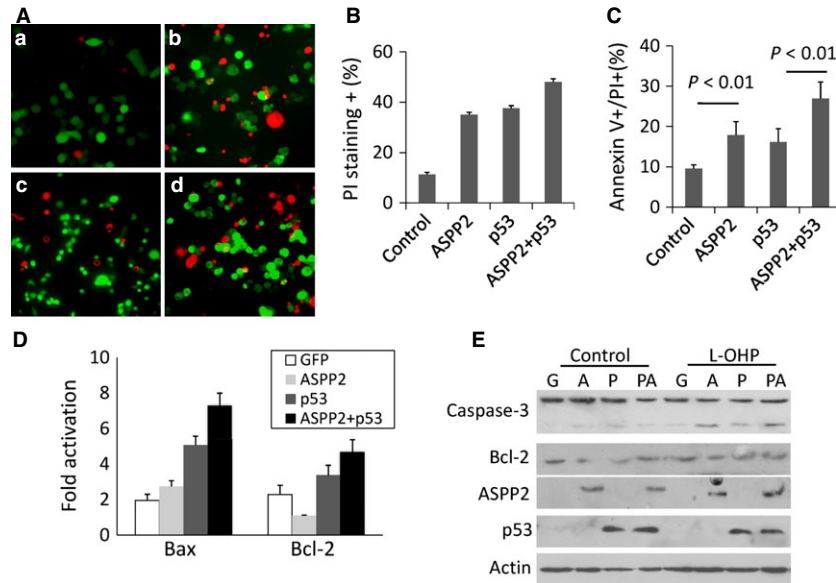 A
a
b
c
d
B
PI staining + (%)
60
40
20
0
Control
ASPP2
p53
ASPP2+p53
C
Annexin V+/PI+(%)
40
30
20
10
0
P < 0.01
P < 0.01
Control
ASPP2
p53
ASPP2+p53
D
Fold activation
10
8
6
4
2
0
GFP
ASPP2
p53
ASPP2+p53
Bax
Bcl-2
E
Control
L-OHP
G A P PA G A P PA
Caspase-3
Bcl-2
ASPP2
p53
Actin